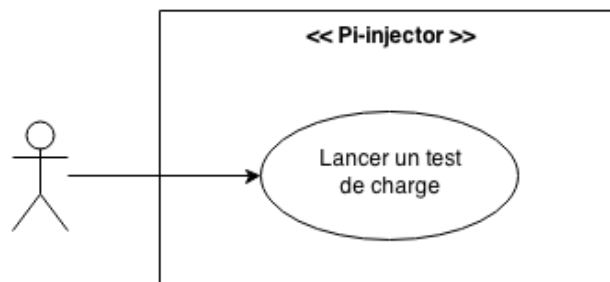 << Pi-injector >>
Lancer un test
de charge